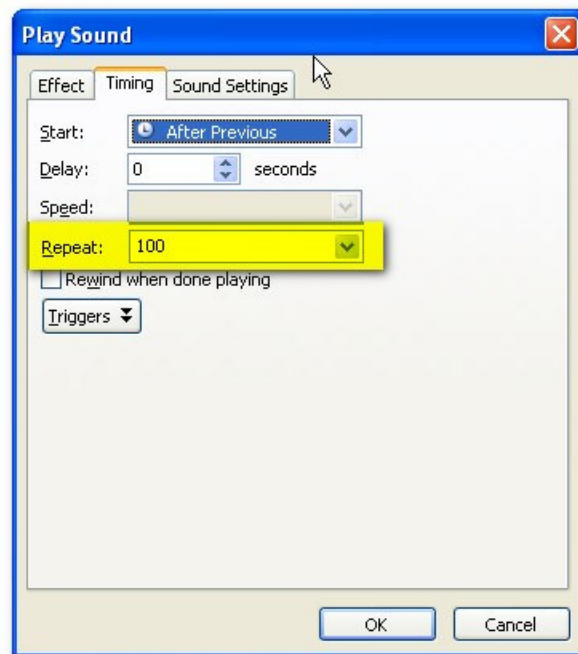 Play Sound
Effect Timing Sound Settings
Start: After Previous
Delay: 0 seconds
Speed:
Repeat: 100
Rewind when done playing
Triggers
OK Cancel